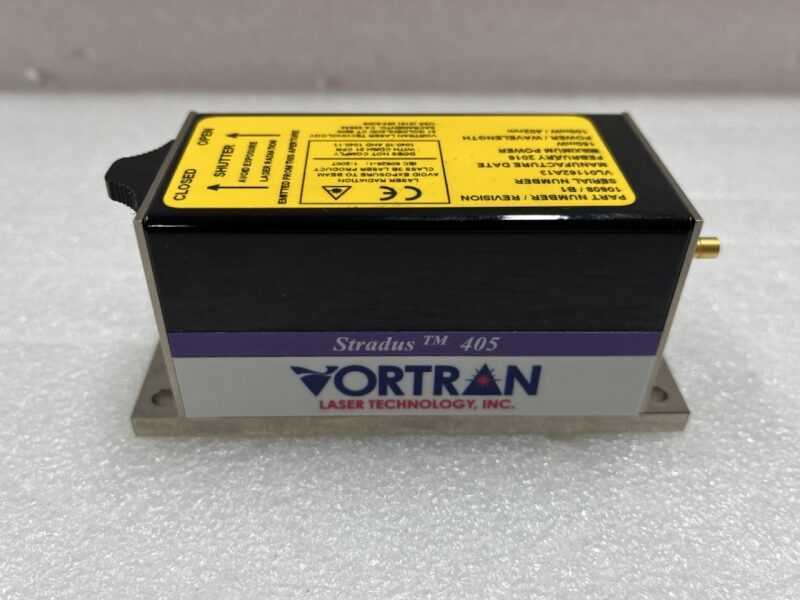 CLOSED OPEN
SHUTTER
AVOID EXPOSURE
LASER RADIATION
EMITTED FROM THIS APERTURE
PART NUMBER / REVISION
10608 / B1
SERIAL NUMBER
VL01162A13
MANUFACTURE DATE
FEBRUARY 2016
MAXIMUM POWER
150mW
POWER / WAVELENGTH
100mW / 402nm
CE
LASER RADIATION
AVOID EXPOSURE TO BEAM
CLASS 3B LASER PRODUCT
IEC 60825-1:2007
DOES NOT COMPLY
WITH CDRH 21 CFR
1040.10 AND 1040.11
VORTRAN LASER TECHNOLOGY
SACRAMENTO, CA
Stradus ™ 405
VORTRAN
LASER TECHNOLOGY, INC.